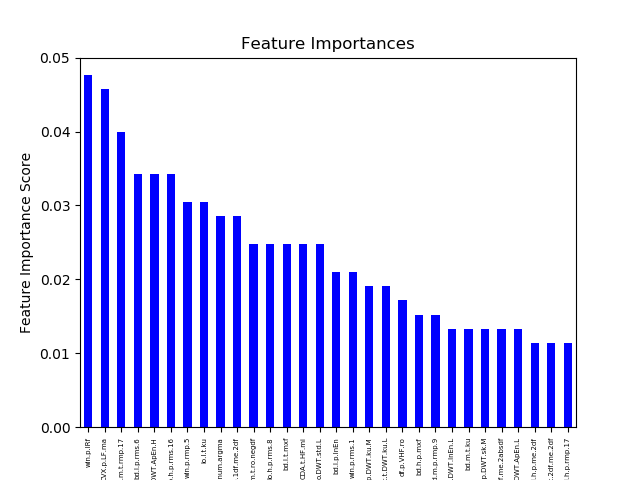 Feature Importances
Feature Importance Score
0.05
0.04
0.03
0.02
0.01
0.00
win.p.IRf
CVX.p.LF.ma
.m.t.rmp.17
bd.l.p.rms.6
DWT.ApEn.H
.h.p.rms.16
win.p.rmp.5
lo.l.t.ku
num.argma
.1df.me.2df
m.t.ro.negdf
lo.h.p.rms.8
bd.l.t.mxf
CDA.t.HF.ml
o.DWT.std.L
bd.l.p.InEn
win.p.rms.1
p.DWT.ku.M
:.t.DWT.ku.L
df.p.VHF.ro
bd.h.p.mxf
d.m.p.rmp.9
.DWT.InEn.L
bd.m.t.ku
p.DWT.sk.M
f.me.2absdf
DWT.ApEn.L
.h.p.me.2df
.2df.me.2df
.h.p.rmp.17